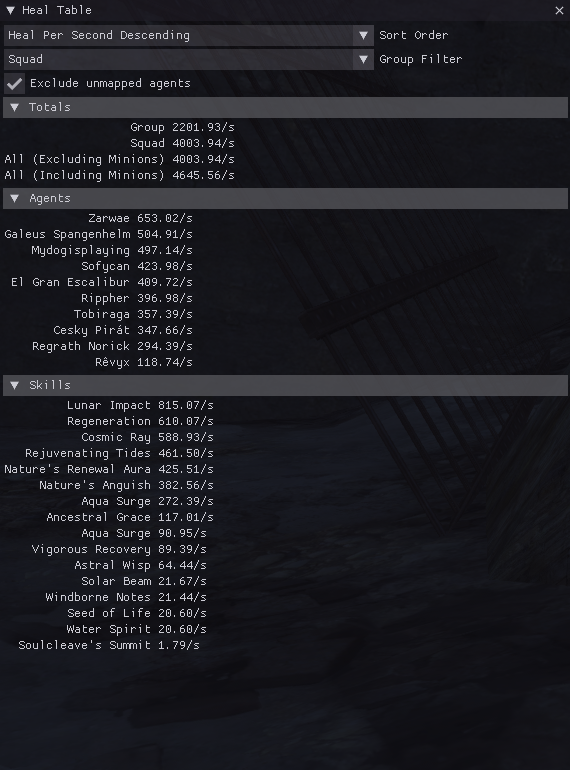 Heal Table
Heal Per Second Descending Sort Order
Squad Group Filter
Exclude unmapped agents
Totals
Group 2201.93/s
Squad 4003.94/s
All (Excluding Minions) 4003.94/s
All (Including Minions) 4645.56/s
Agents
Zarwae 653.02/s
Galeus Spangenhelm 504.91/s
Mydogisplaying 497.14/s
Sofycan 423.98/s
El Gran Escalibur 409.72/s
Rippher 396.98/s
Tobiraga 357.39/s
Cesky Pirát 347.66/s
Regrath Norick 294.39/s
Rêvyx 118.74/s
Skills
Lunar Impact 815.07/s
Regeneration 610.07/s
Cosmic Ray 588.93/s
Rejuvenating Tides 461.50/s
Nature's Renewal Aura 425.51/s
Nature's Anguish 382.56/s
Aqua Surge 272.39/s
Ancestral Grace 117.01/s
Aqua Surge 90.95/s
Vigorous Recovery 89.39/s
Astral Wisp 64.44/s
Solar Beam 21.67/s
Windborne Notes 21.44/s
Seed of Life 20.60/s
Water Spirit 20.60/s
Soulcleave's Summit 1.79/s